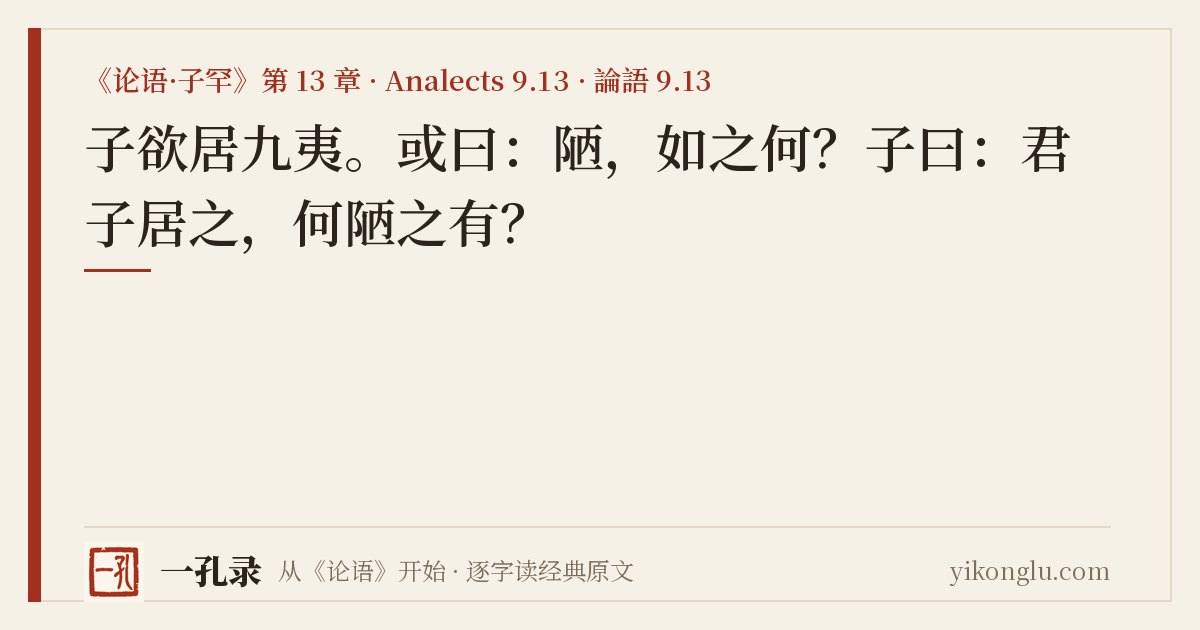 《论语·子罕》第 13 章 · Analects 9.13 · 論語 9.13
子欲居九夷。或曰：陋，如之何？子曰：君
子居之，何陋之有？
一孔
一孔录 从《论语》开始 · 逐字读经典原文 yikonglu.com